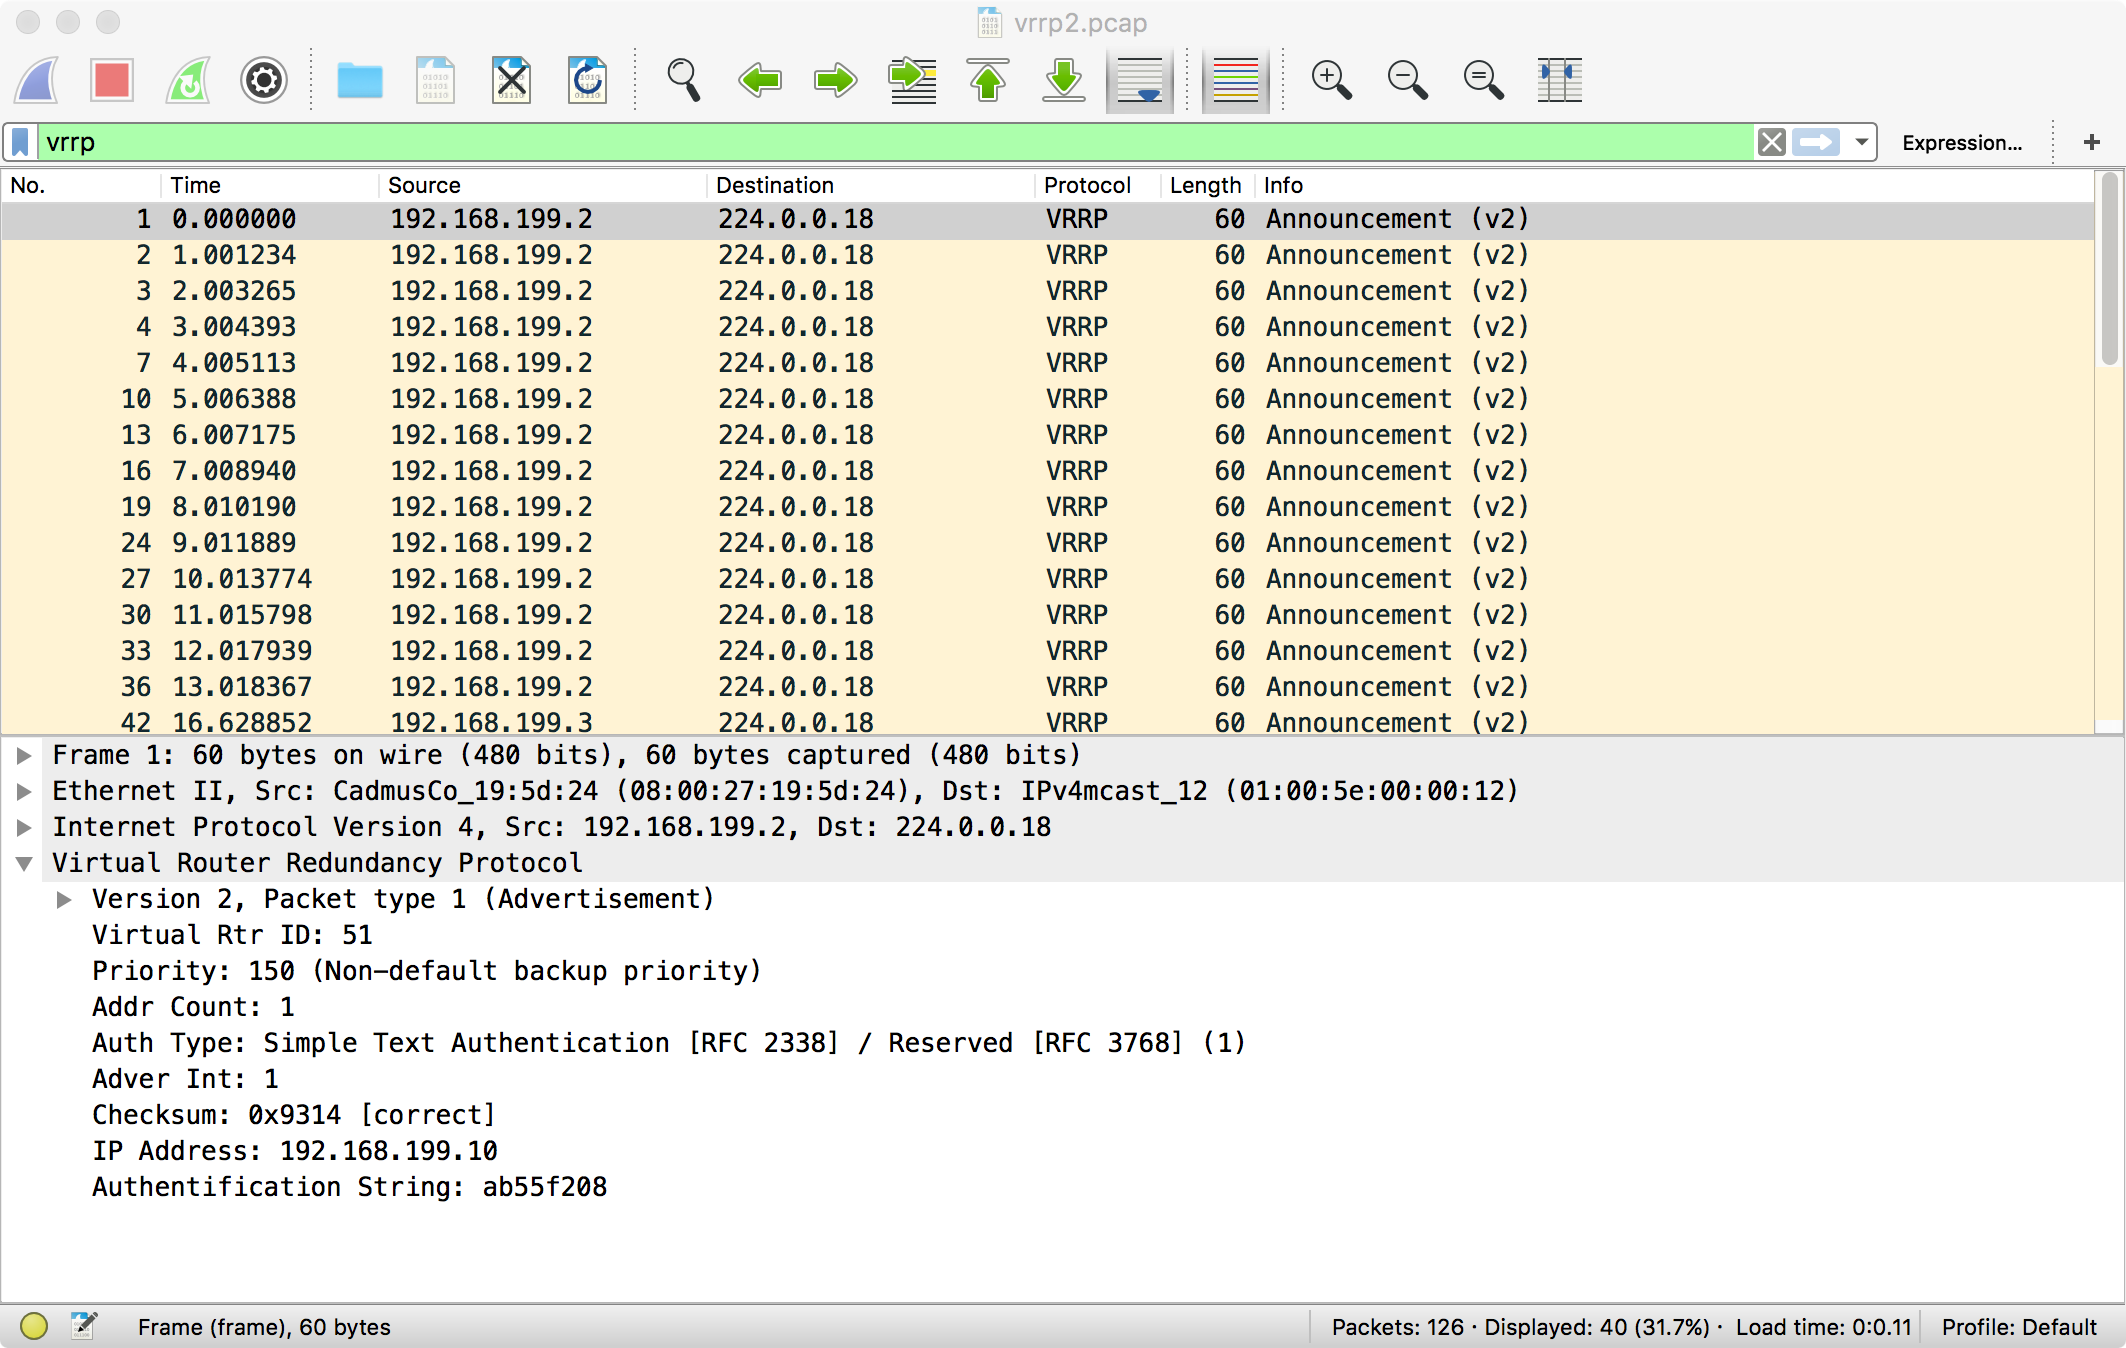 vrrp2.pcap
vrrp
Expression...
+
No. Time Source Destination Protocol Length Info
1 0.000000 192.168.199.2 224.0.0.18 VRRP 60 Announcement (v2)
2 1.001234 192.168.199.2 224.0.0.18 VRRP 60 Announcement (v2)
3 2.003265 192.168.199.2 224.0.0.18 VRRP 60 Announcement (v2)
4 3.004393 192.168.199.2 224.0.0.18 VRRP 60 Announcement (v2)
7 4.005113 192.168.199.2 224.0.0.18 VRRP 60 Announcement (v2)
10 5.006388 192.168.199.2 224.0.0.18 VRRP 60 Announcement (v2)
13 6.007175 192.168.199.2 224.0.0.18 VRRP 60 Announcement (v2)
16 7.008940 192.168.199.2 224.0.0.18 VRRP 60 Announcement (v2)
19 8.010190 192.168.199.2 224.0.0.18 VRRP 60 Announcement (v2)
24 9.011889 192.168.199.2 224.0.0.18 VRRP 60 Announcement (v2)
27 10.013774 192.168.199.2 224.0.0.18 VRRP 60 Announcement (v2)
30 11.015798 192.168.199.2 224.0.0.18 VRRP 60 Announcement (v2)
33 12.017939 192.168.199.2 224.0.0.18 VRRP 60 Announcement (v2)
36 13.018367 192.168.199.2 224.0.0.18 VRRP 60 Announcement (v2)
42 16.628852 192.168.199.3 224.0.0.18 VRRP 60 Announcement (v2)
Frame 1: 60 bytes on wire (480 bits), 60 bytes captured (480 bits)
Ethernet II, Src: CadmusCo_19:5d:24 (08:00:27:19:5d:24), Dst: IPv4mcast_12 (01:00:5e:00:00:12)
Internet Protocol Version 4, Src: 192.168.199.2, Dst: 224.0.0.18
Virtual Router Redundancy Protocol
Version 2, Packet type 1 (Advertisement)
Virtual Rtr ID: 51
Priority: 150 (Non-default backup priority)
Addr Count: 1
Auth Type: Simple Text Authentication [RFC 2338] / Reserved [RFC 3768] (1)
Adver Int: 1
Checksum: 0x9314 [correct]
IP Address: 192.168.199.10
Authentification String: ab55f208
Frame (frame), 60 bytes
Packets: 126 · Displayed: 40 (31.7%) · Load time: 0:0.11
Profile: Default